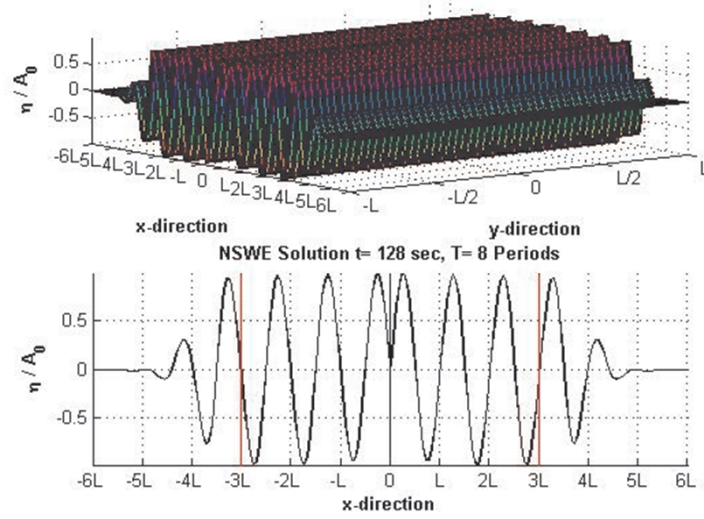 0.5
0
-0.5
η / A0
-6L 5L 4L 3L 2L -L 0 L 2L 3L 4L 5L 6L
-L -L/2 0 L/2 L
x-direction
y-direction
NSWE Solution t= 128 sec, T= 8 Periods
0.5
0
-0.5
η / A0
-6L -5L -4L -3L -2L -1L 0 1L 2L 3L 4L 5L 6L
x-direction